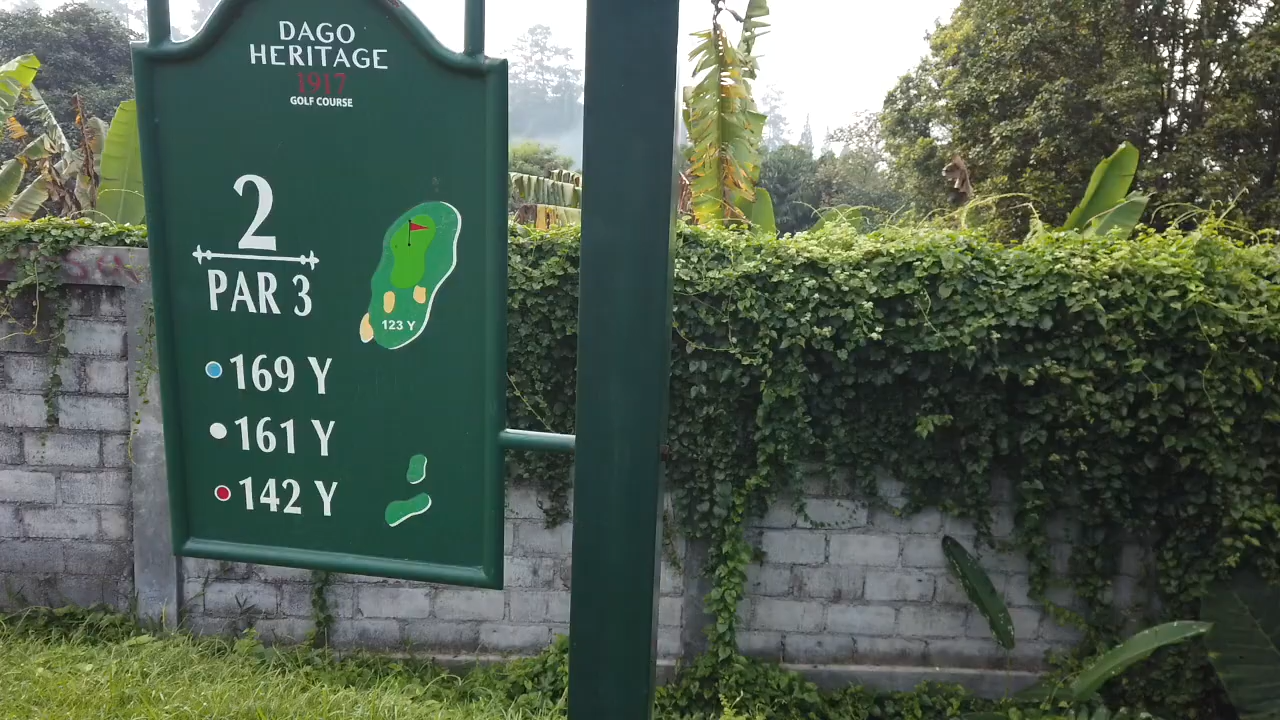 DAGO
HERITAGE
1917
GOLF COURSE
2
PAR 3
123 Y
169 Y
161 Y
142 Y